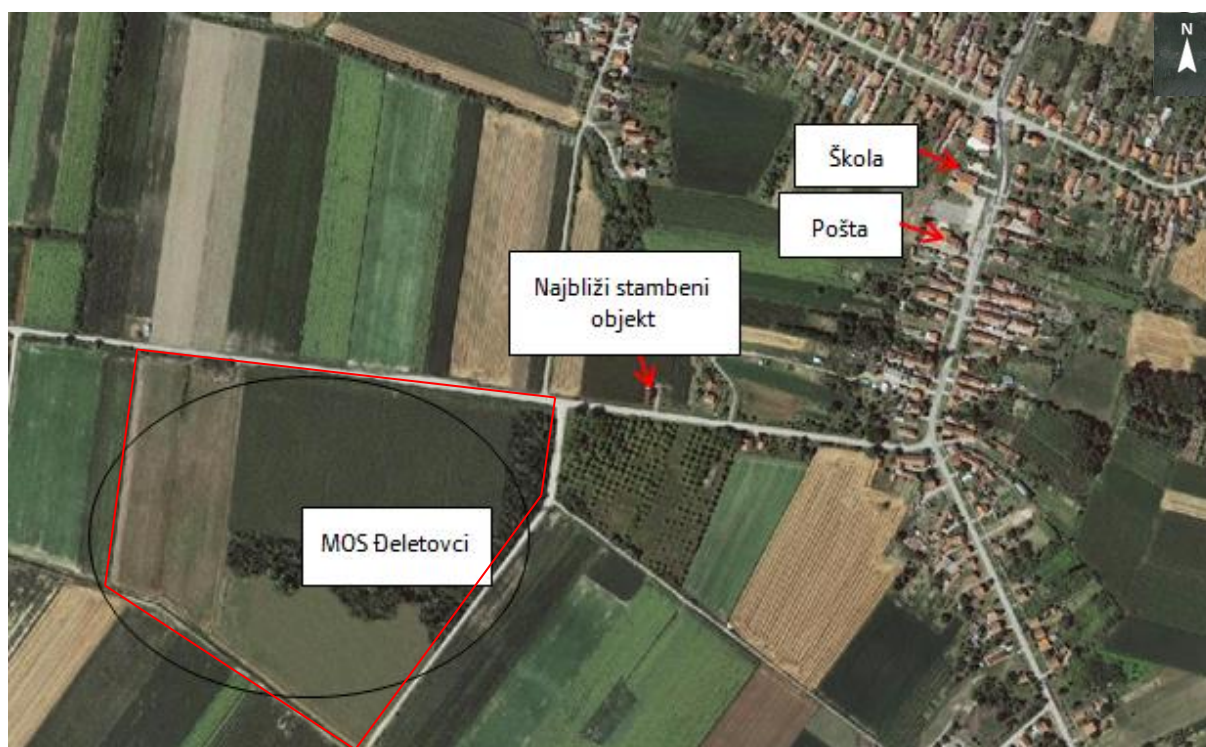 N
Škola
Pošta
Najbliži stambeni
objekt
MOS Đeletovci